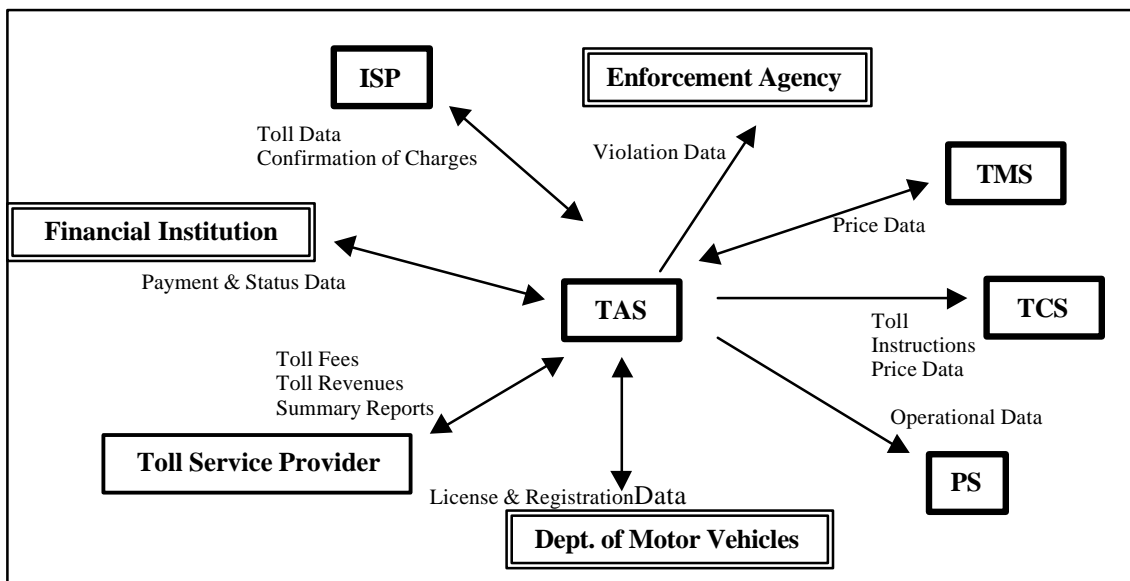 ISP
Enforcement Agency
Toll Data
Confirmation of Charges
Violation Data
TMS
Price Data
Financial Institution
Payment & Status Data
TAS
TCS
Toll
Instructions
Price Data
Toll Fees
Toll Revenues
Summary Reports
Operational Data
Toll Service Provider
PS
License & RegistrationData
Dept. of Motor Vehicles